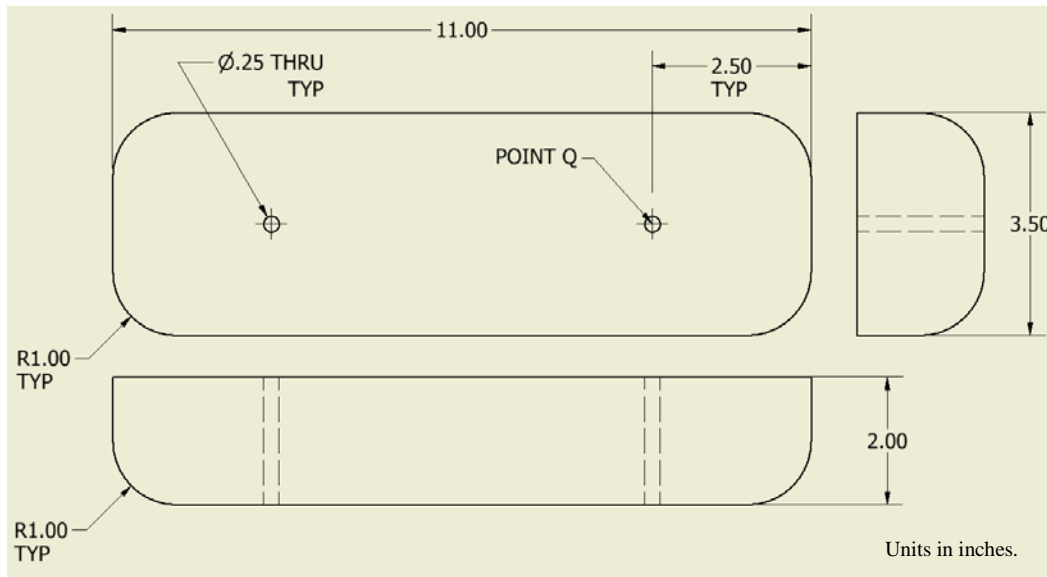 11.00
Ø.25 THRU
TYP
2.50
TYP
POINT Q
3.50
R1.00
TYP
2.00
R1.00
TYP
Units in inches.